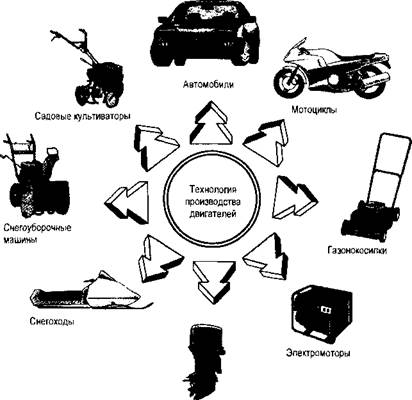 Автомобили
Садовые культиваторы
Мотоциклы
Технология
производства
двигателей
Снегоуборочные
машины
Газонокосилки
Снегоходы
Электромоторы